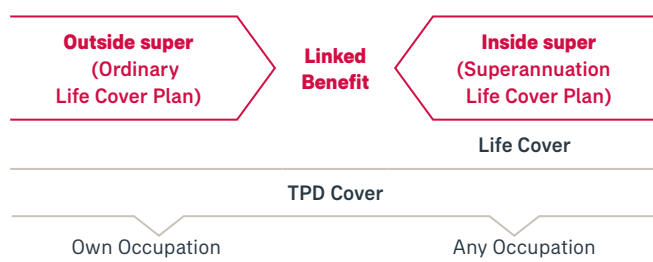 Outside super
(Ordinary
Life Cover Plan)
Linked
Benefit
Inside super
(Superannuation
Life Cover Plan)
Life Cover
TPD Cover
Own Occupation
Any Occupation